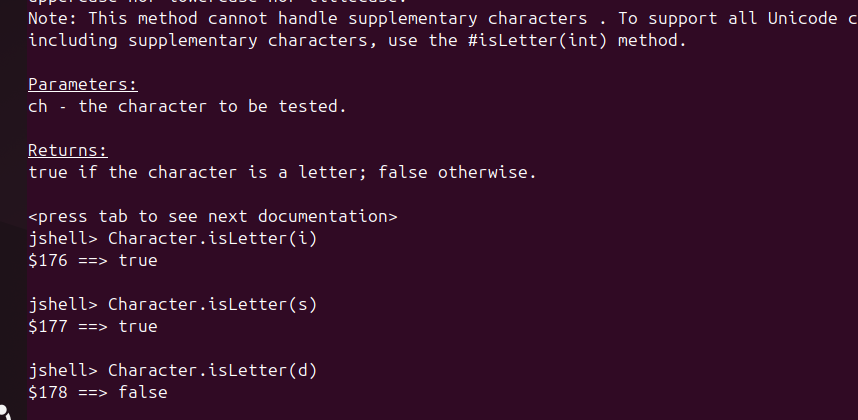 Note: This method cannot handle supplementary characters . To support all Unicode c
including supplementary characters, use the #isLetter(int) method.
Parameters:
ch - the character to be tested.
Returns:
true if the character is a letter; false otherwise.
<press tab to see next documentation>
jshell> Character.isLetter(i)
$176 ==> true
jshell> Character.isLetter(s)
$177 ==> true
jshell> Character.isLetter(d)
$178 ==> false